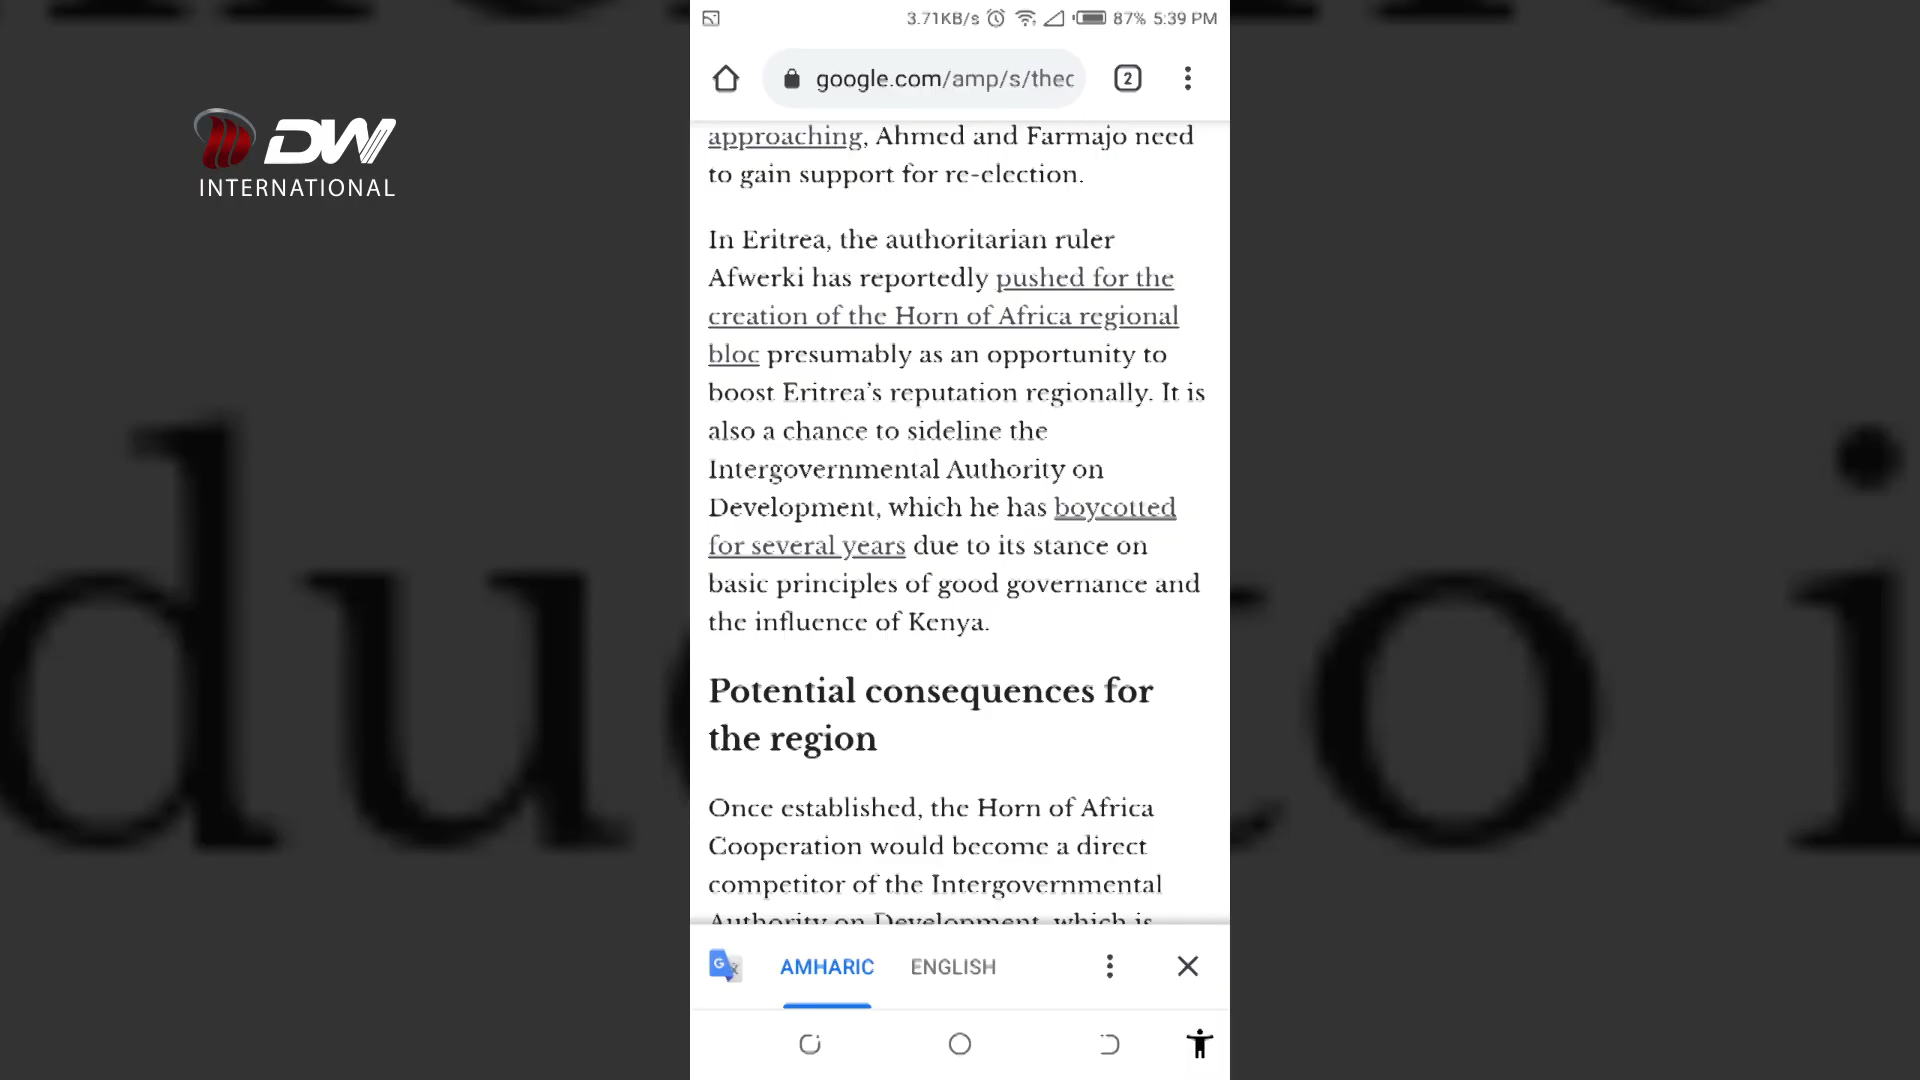 3.71KB/s 87% 5:39 PM
google.com/amp/s/thec
2
DW
INTERNATIONAL
approaching, Ahmed and Farmajo need
to gain support for re-election.
In Eritrea, the authoritarian ruler
Afwerki has reportedly pushed for the
creation of the Horn of Africa regional
bloc presumably as an opportunity to
boost Eritrea's reputation regionally. It is
also a chance to sideline the
Intergovernmental Authority on
Development, which he has boycotted
for several years due to its stance on
basic principles of good governance and
the influence of Kenya.
Potential consequences for
the region
Once established, the Horn of Africa
Cooperation would become a direct
competitor of the Intergovernmental
Authority on Development, which is
AMHARIC ENGLISH